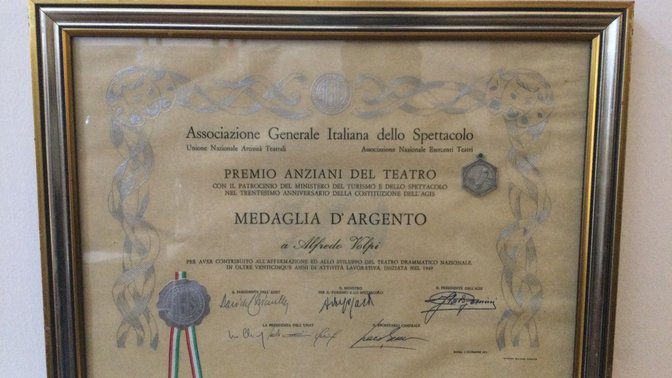 Associazione Generale Italiana dello Spettacolo
Unione Nazionale Attività Teatrali Associazione Nazionale Esercenti Teatri
PREMIO ANZIANI DEL TEATRO
CON IL PATROCINIO DEL MINISTERO DEL TURISMO E DELLO SPETTACOLO
NEL TRENTESIMO ANNIVERSARIO DELLA COSTITUZIONE DELL'AGIS
MEDAGLIA D'ARGENTO
a Alfredo Volpi
PER AVER CONTRIBUITO ALL'AFFERMAZIONE ED ALLO SVILUPPO DEL TEATRO DRAMMATICO NAZIONALE
IN OLTRE VENTICINQUE ANNI DI ATTIVITÀ LAVORATIVA, INIZIATA NEL 1949
IL PRESIDENTE DELL'ANET IL MINISTRO IL PRESIDENTE DELL'AGIS
PER IL TURISMO E LO SPETTACOLO
LA PRESIDENZA DELL'UNAT IL SEGRETARIO GENERALE